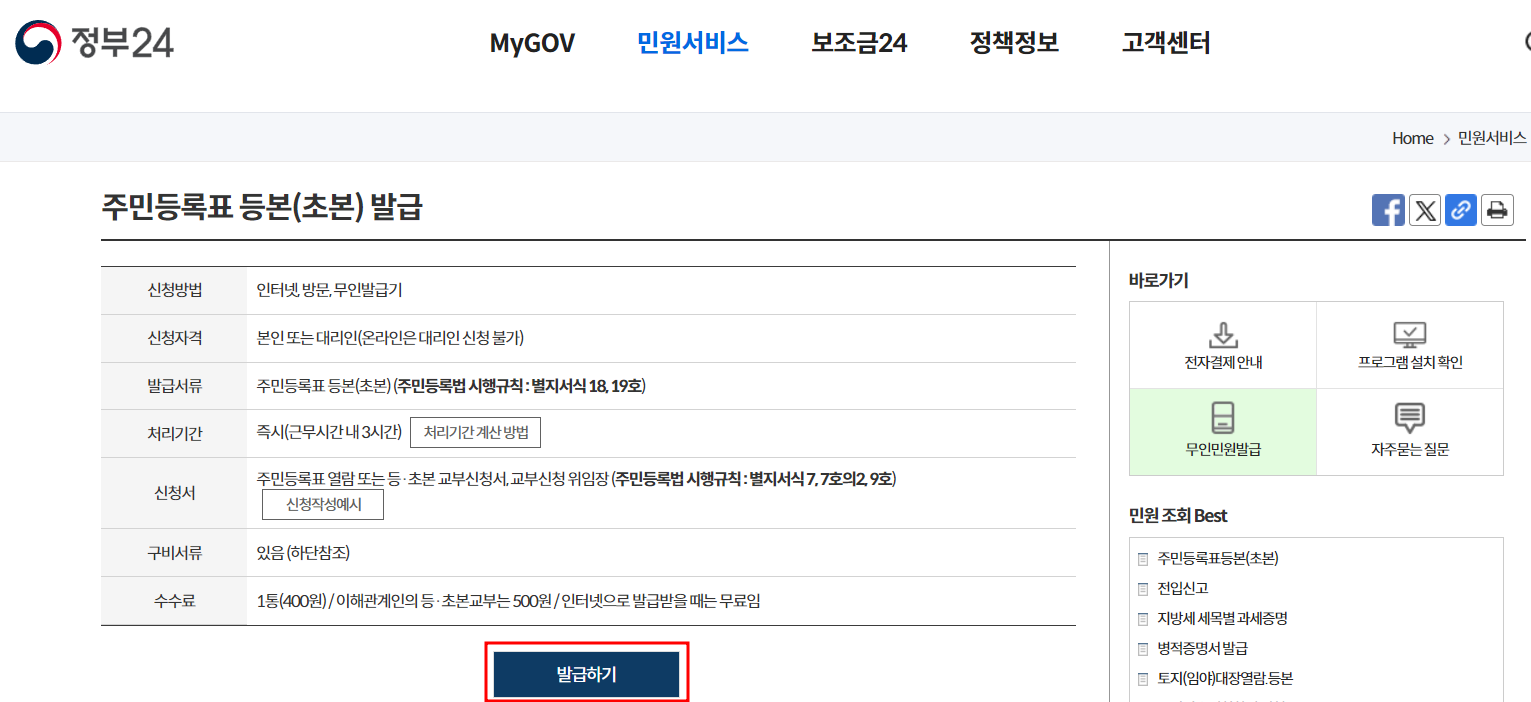 정부24
MyGOV 민원서비스 보조금24 정책정보 고객센터
Home > 민원서비스
주민등록표 등본(초본) 발급
신청방법 인터넷, 방문, 무인발급기
신청자격 본인 또는 대리인(온라인은 대리인 신청 불가)
발급서류 주민등록표 등본(초본) (주민등록법 시행규칙 : 별지서식 18, 19호)
처리기간 즉시(근무시간 내 3시간) 처리기간 계산 방법
신청서 주민등록표 열람 또는 등·초본 교부신청서, 교부신청 위임장 (주민등록법 시행규칙 : 별지서식 7, 7호의2, 9호)
신청작성예시
구비서류 있음 (하단참조)
수수료 1통(400원) / 이해관계인의 등·초본교부는 500원 / 인터넷으로 발급받을 때는 무료임
발급하기
바로가기
전자결제 안내 프로그램 설치 확인
무인민원발급 자주묻는 질문
민원 조회 Best
주민등록표등본(초본)
전입신고
지방세 세목별 과세증명
병적증명서 발급
토지(임야)대장열람.등본